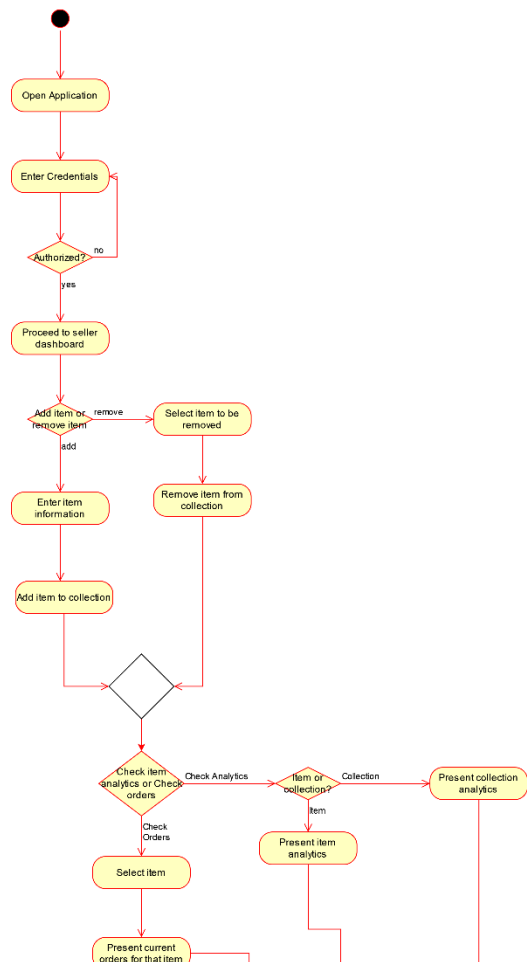 Open Application
Enter Credentials
Authorized?
no
yes
Proceed to seller
dashboard
Add item or
remove item
remove
Select item to be
removed
add
Enter item
information
Remove item from
collection
Add item to collection
Check item
analytics or Check
orders
Check Analytics
Item or
collection?
Collection
Present collection
analytics
Item
Check
Orders
Present item
analytics
Select item
Present current
orders for that item